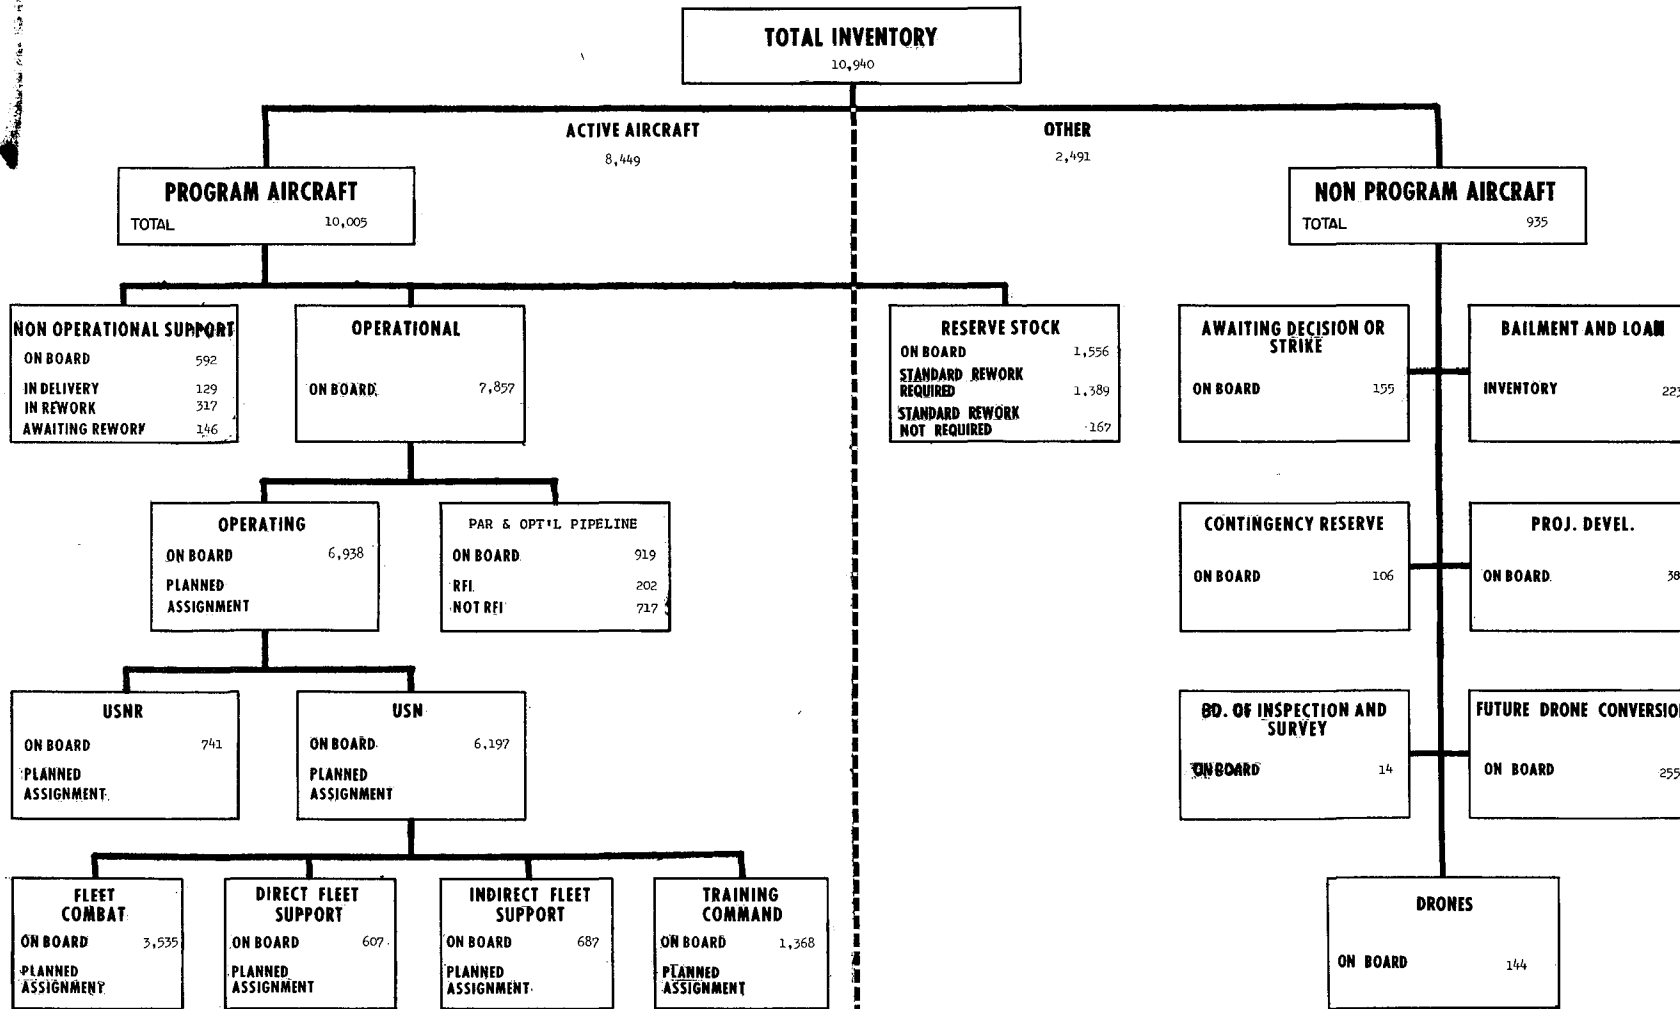 TOTAL INVENTORY
10,940
ACTIVE AIRCRAFT
8,449
OTHER
2,491
PROGRAM AIRCRAFT
TOTAL 10,005
NON PROGRAM AIRCRAFT
TOTAL 935
NON OPERATIONAL SUPPORT
ON BOARD 592
IN DELIVERY 129
IN REWORK 317
AWAITING REWORK 146
OPERATIONAL
ON BOARD 7,857
RESERVE STOCK
ON BOARD 1,556
STANDARD REWORK
REQUIRED 1,389
STANDARD REWORK
NOT REQUIRED 167
AWAITING DECISION OR
STRIKE
ON BOARD 155
BAILMENT AND LOAN
INVENTORY 223
OPERATING
ON BOARD 6,938
PLANNED
ASSIGNMENT
PAR & OPT'L PIPELINE
ON BOARD 919
RFI 202
NOT RFI 717
CONTINGENCY RESERVE
ON BOARD 106
PROJ. DEVEL.
ON BOARD 38
USNR
ON BOARD 741
PLANNED
ASSIGNMENT
USN
ON BOARD 6,197
PLANNED
ASSIGNMENT
BD. OF INSPECTION AND
SURVEY
ON BOARD 14
FUTURE DRONE CONVERSION
ON BOARD 255
FLEET
COMBAT
ON BOARD 3,535
PLANNED
ASSIGNMENT
DIRECT FLEET
SUPPORT
ON BOARD 607
PLANNED
ASSIGNMENT
INDIRECT FLEET
SUPPORT
ON BOARD 687
PLANNED
ASSIGNMENT
TRAINING
COMMAND
ON BOARD 1,368
PLANNED
ASSIGNMENT
DRONES
ON BOARD 144